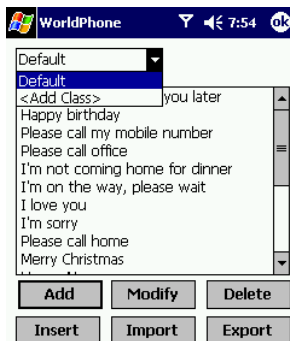 WorldPhone 7:54 ok
Default
Default
<Add Class> you later
Happy birthday
Please call my mobile number
Please call office
I'm not coming home for dinner
I'm on the way, please wait
I love you
I'm sorry
Please call home
Merry Christmas
Add Modify Delete
Insert Import Export